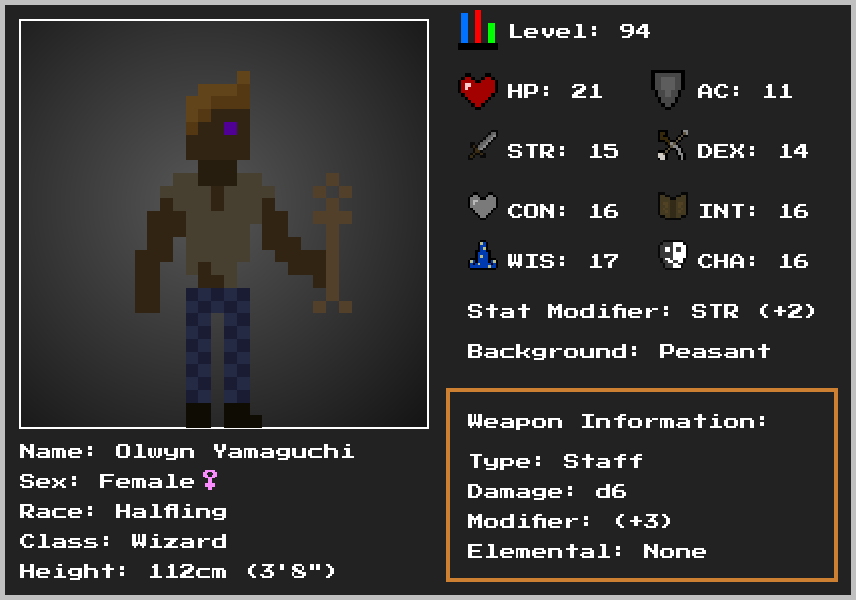 Level: 94
HP: 21 AC: 11
STR: 15 DEX: 14
CON: 16 INT: 16
WIS: 17 CHA: 16
Stat Modifier: STR (+2)
Background: Peasant
Weapon Information:
Type: Staff
Damage: d6
Modifier: (+3)
Elemental: None
Name: Olwyn Yamaguchi
Sex: Female♀
Race: Halfling
Class: Wizard
Height: 112cm (3'8")